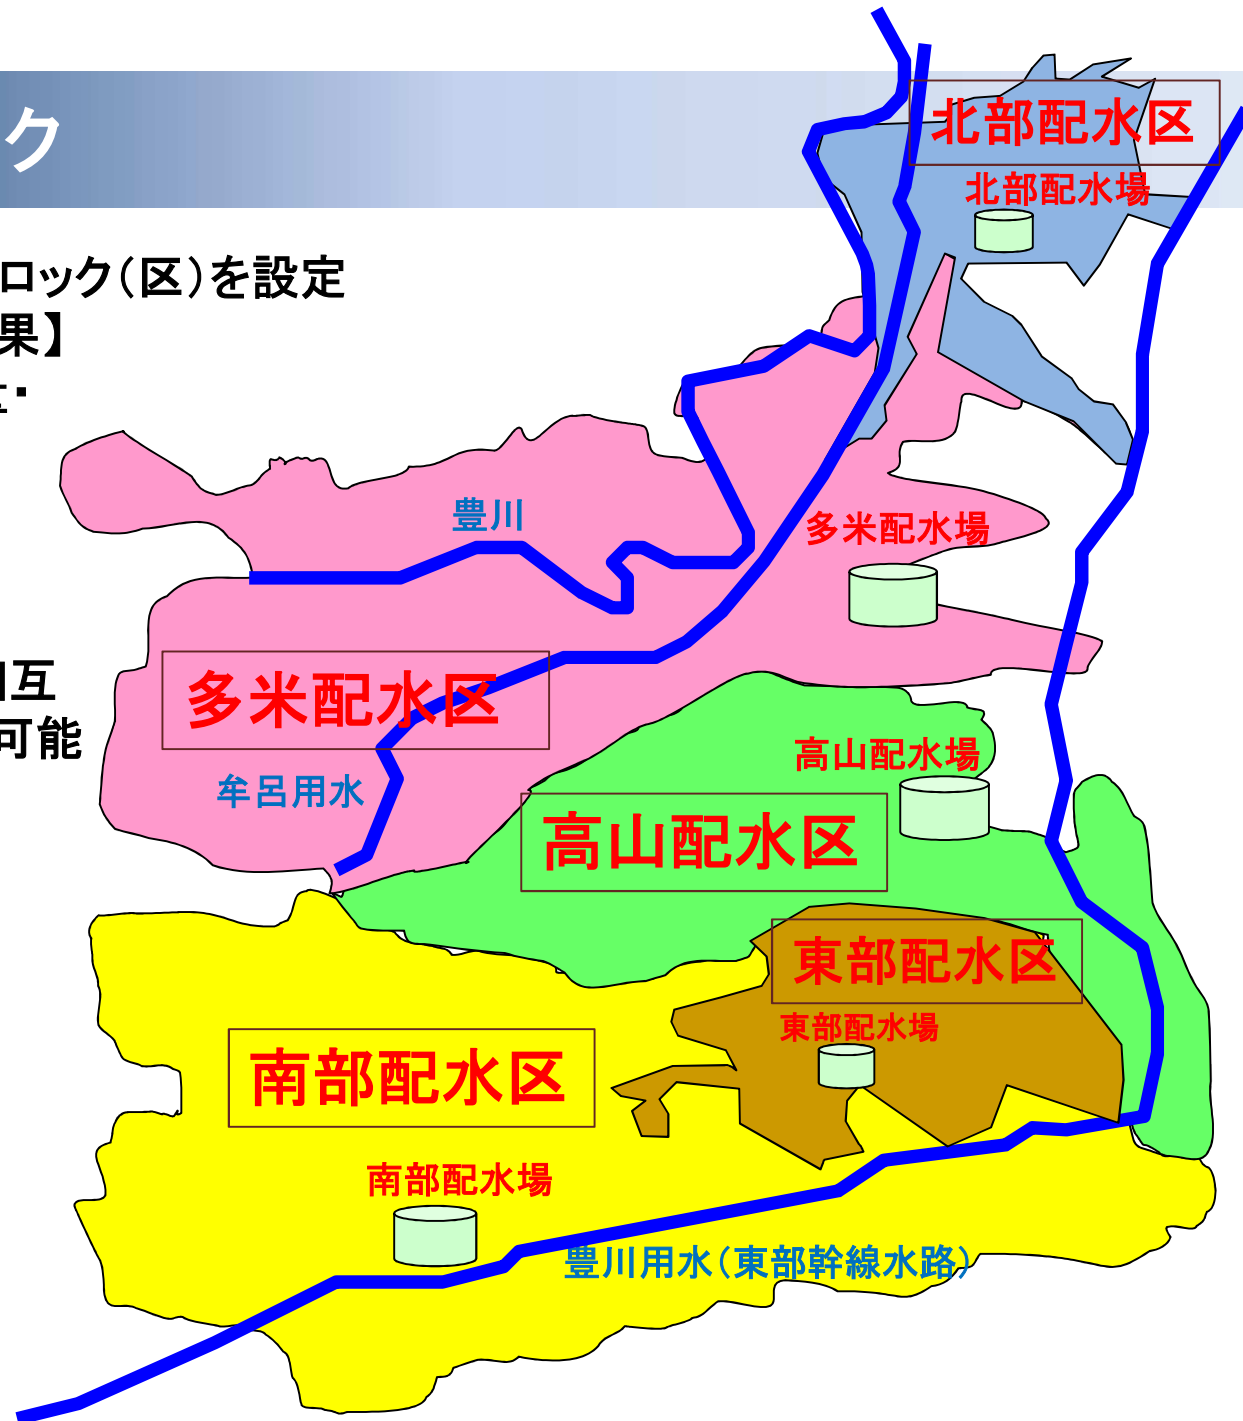 ク
ロック（区）を設定
果】
互
可能
北部配水区
北部配水場
豊川
多米配水場
多米配水区
牟呂用水
高山配水場
高山配水区
東部配水区
東部配水場
南部配水区
南部配水場
豊川用水（東部幹線水路）